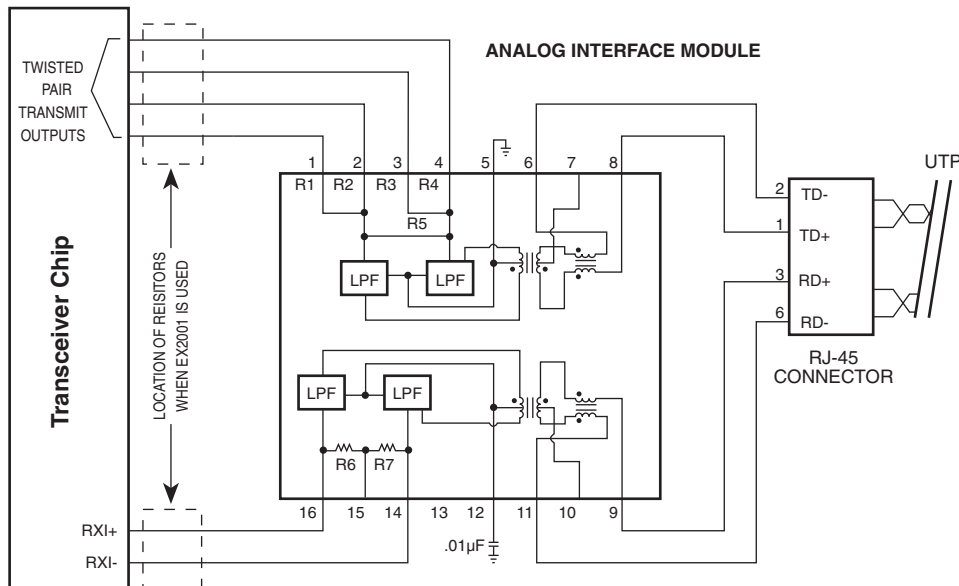 ANALOG INTERFACE MODULE
TWISTED
PAIR
TRANSMIT
OUTPUTS
Transceiver Chip
LOCATION OF REISITORS
WHEN EX2001 IS USED
1 2 3 4 5 6 7 8
R1 R2 R3 R4
R5
LPF LPF
LPF LPF
R6 R7
16 15 14 13 12 11 10 9
.01µF
RXI+
RXI-
UTP
2 TD-
1 TD+
3 RD+
6 RD-
RJ-45
CONNECTOR